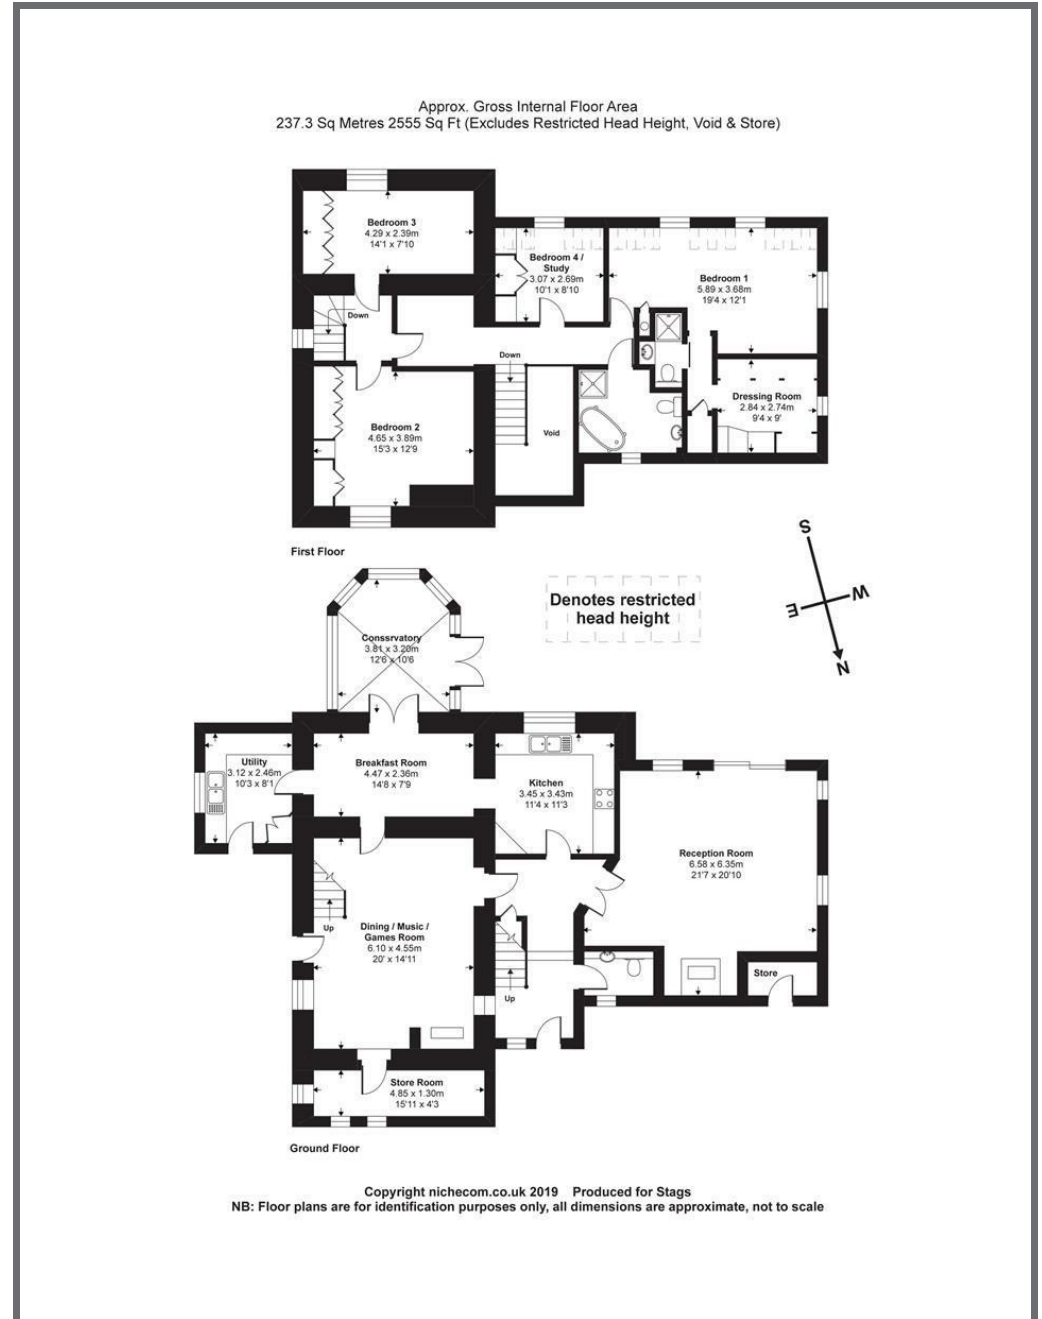 Approx. Gross Internal Floor Area
237.3 Sq Metres 2555 Sq Ft (Excludes Restricted Head Height, Void & Store)
Bedroom 3
4.29 x 2.39m
14'1 x 7'10
Bedroom 4 /
Study
3.07 x 2.69m
10'1 x 8'10
Bedroom 1
5.89 x 3.68m
19'4 x 12'1
Down
Down
Dressing Room
2.84 x 2.74m
9'4 x 9'
Bedroom 2
4.65 x 3.89m
15'3 x 12'9
Void
First Floor
S
W
E
N
Denotes restricted
head height
Conssrvatory
3.81 x 3.20m
12'6 x 10'6
Utility
3.12 x 2.46m
10'3 x 8'1
Breakfast Room
4.47 x 2.36m
14'8 x 7'9
Kitchen
3.45 x 3.43m
11'4 x 11'3
Reception Room
6.58 x 6.35m
21'7 x 20'10
Up
Dining / Music /
Games Room
6.10 x 4.55m
20' x 14'11
Store
Up
Store Room
4.85 x 1.30m
15'11 x 4'3
Ground Floor
Copyright nichecom.co.uk 2019 Produced for Stags
NB: Floor plans are for identification purposes only, all dimensions are approximate, not to scale